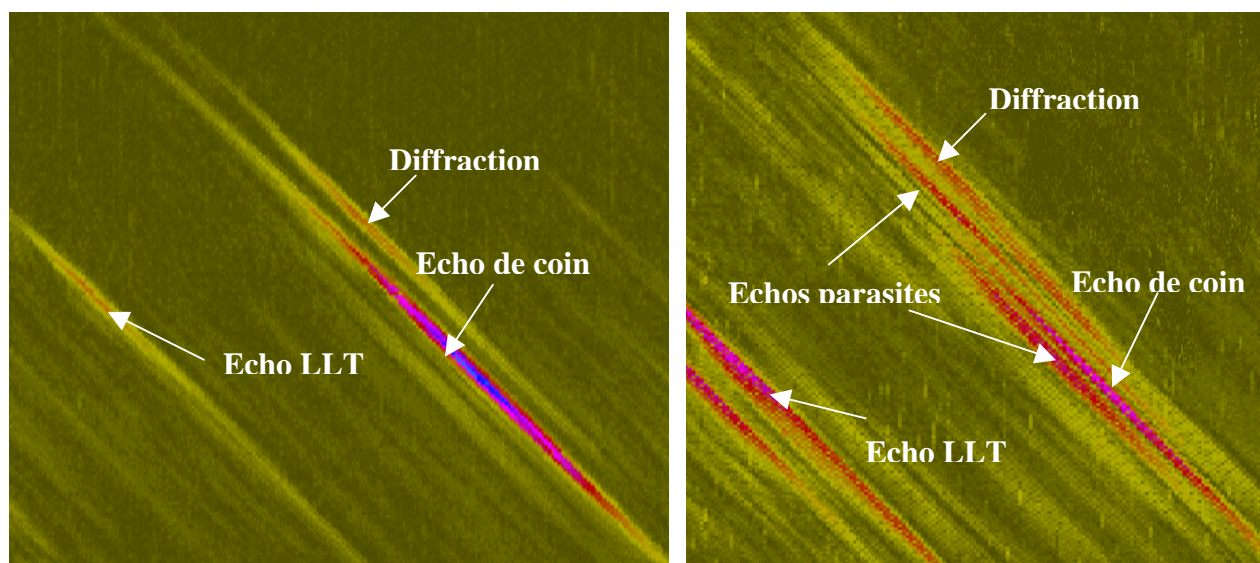 Diffraction
Echo de coin
Echo LLT
Diffraction
Echos parasites
Echo de coin
Echo LLT